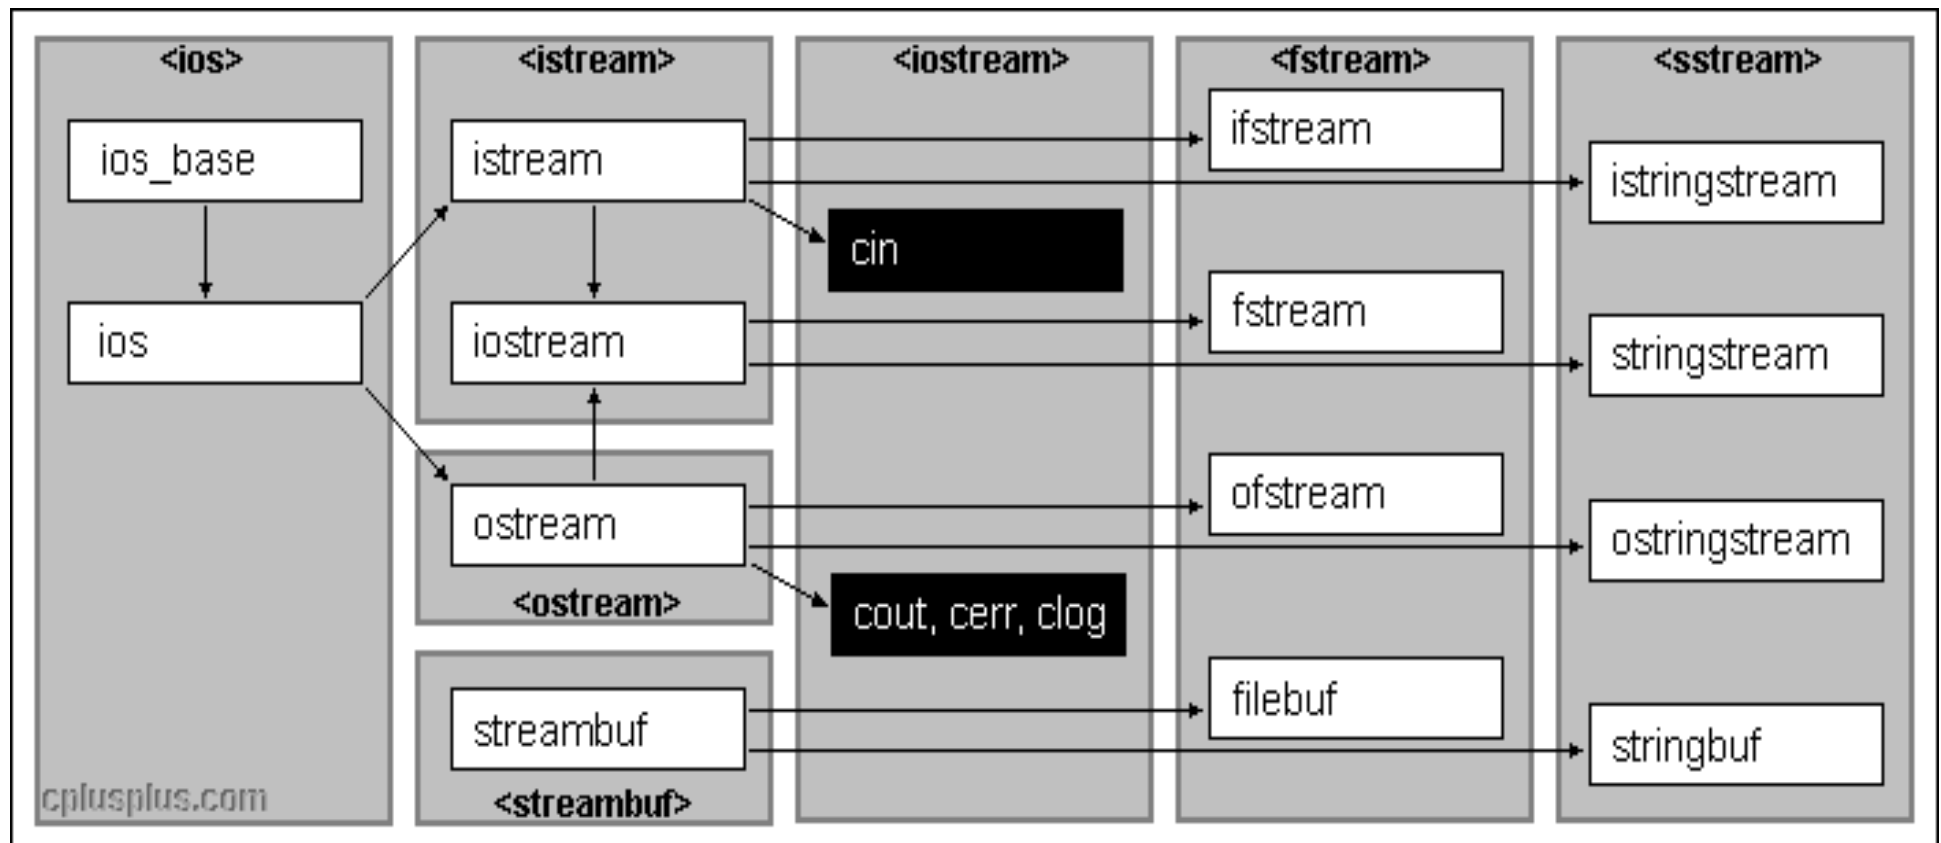 <ios>
ios_base
ios
cplusplus.com
<istream>
istream
iostream
ostream
<ostream>
streambuf
<streambuf>
<iostream>
cin
cout, cerr, clog
<fstream>
ifstream
fstream
ofstream
filebuf
<sstream>
istringstream
stringstream
ostringstream
stringbuf